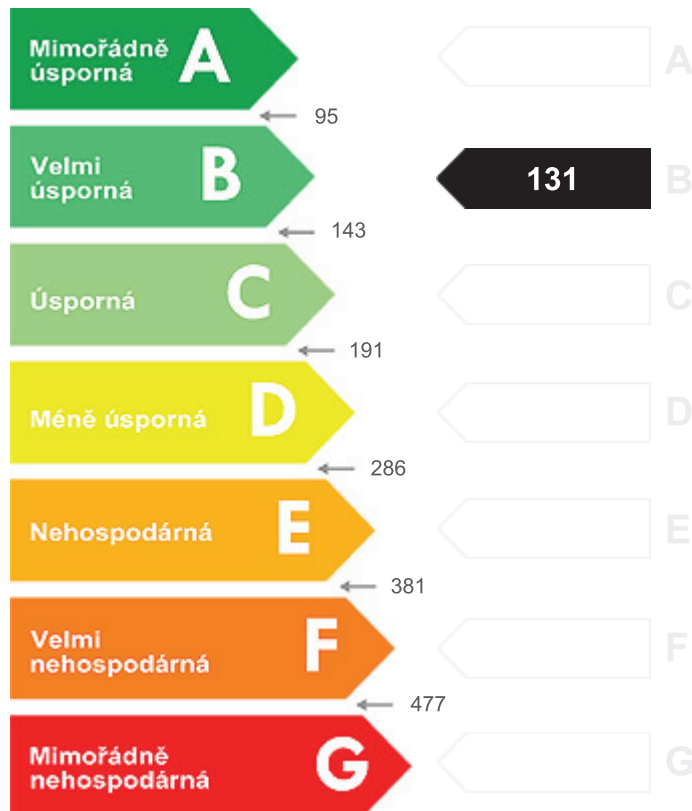 Mimořádně
úsporná
A
A
95
Velmi
úsporná
B
131
B
143
Úsporná
C
C
191
Méně úsporná
D
D
286
Nehospodárná
E
E
381
Velmi
nehospodárná
F
F
477
Mimořádně
nehospodárná
G
G